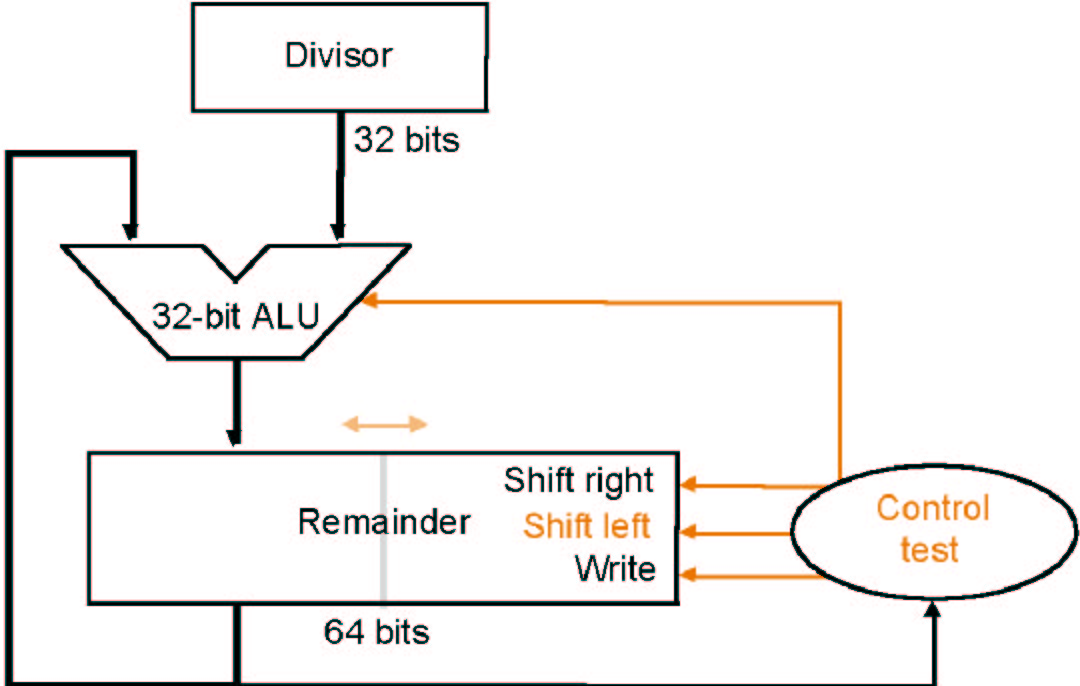 Divisor
32 bits
32-bit ALU
Shift right
Remainder
Shift left
Write
Control
test
64 bits